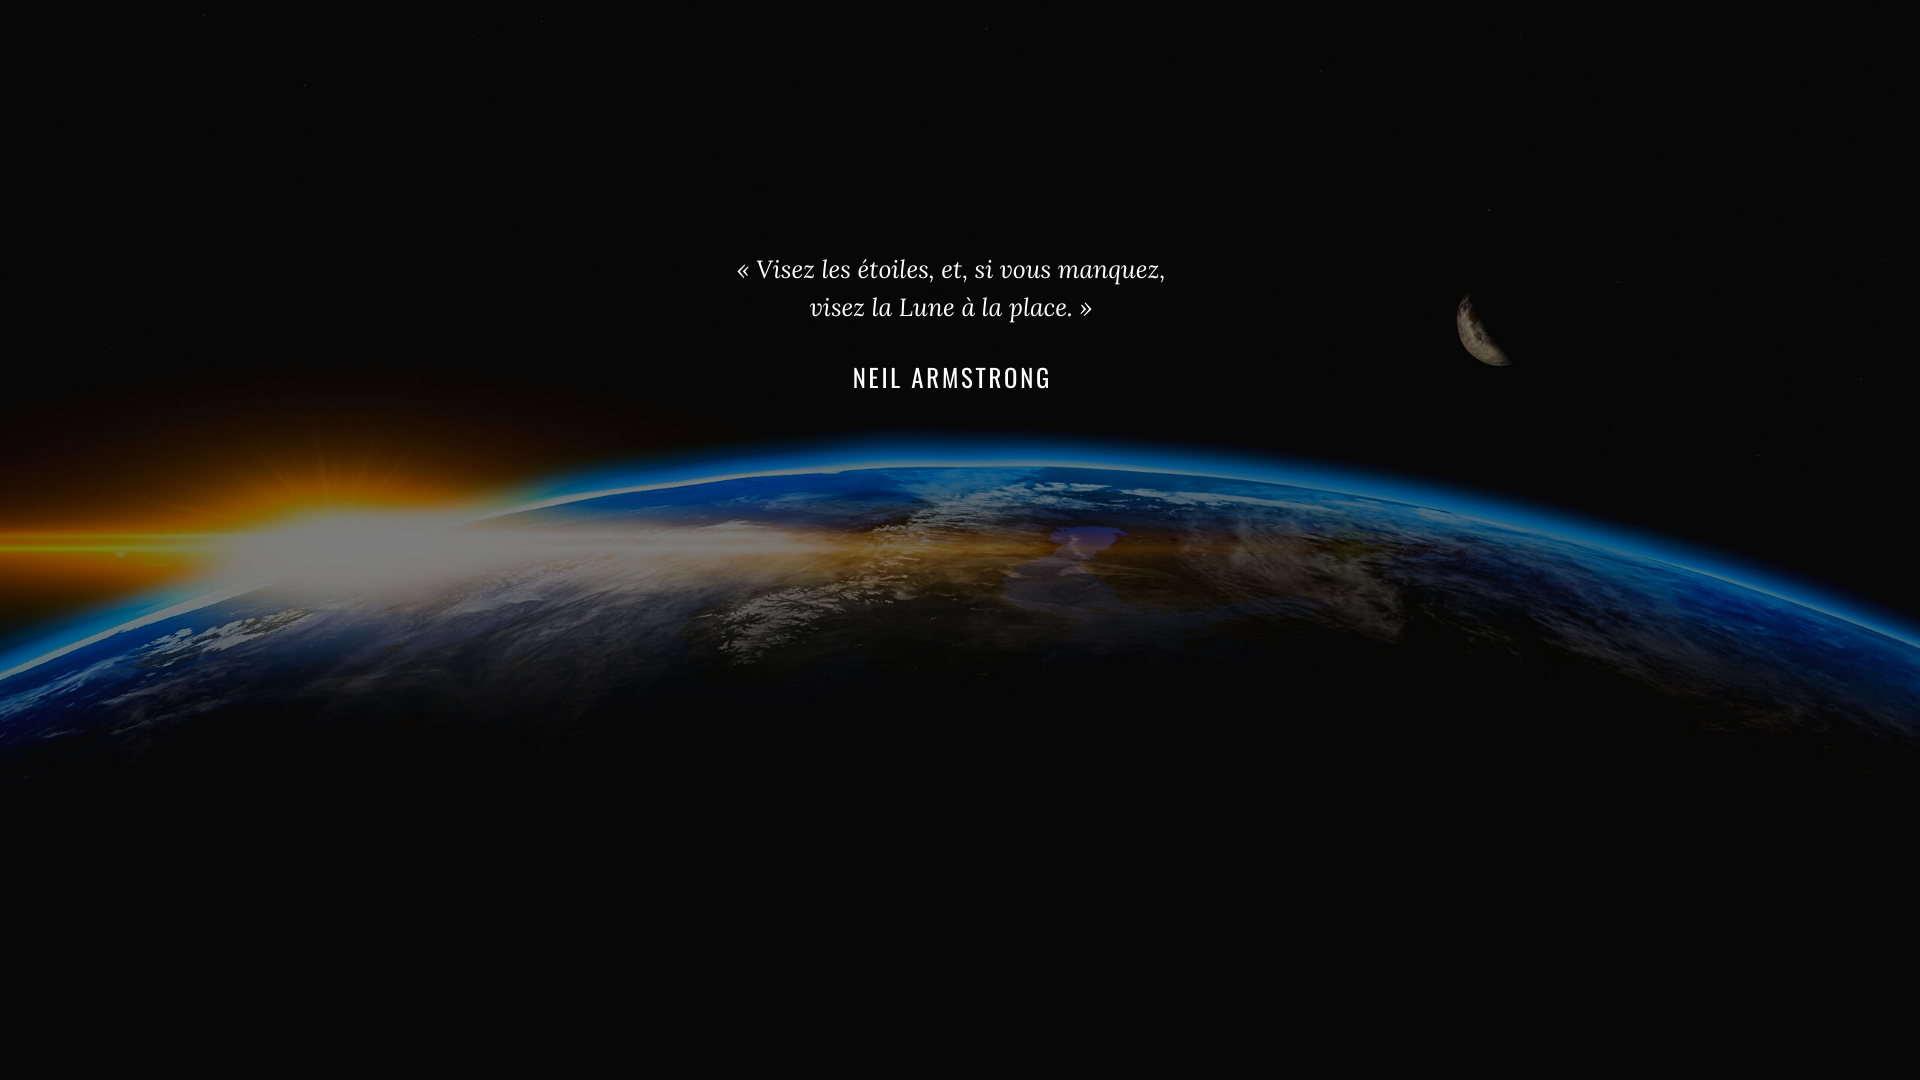 « Visez les étoiles, et, si vous manquez,
visez la Lune à la place. »
NEIL ARMSTRONG